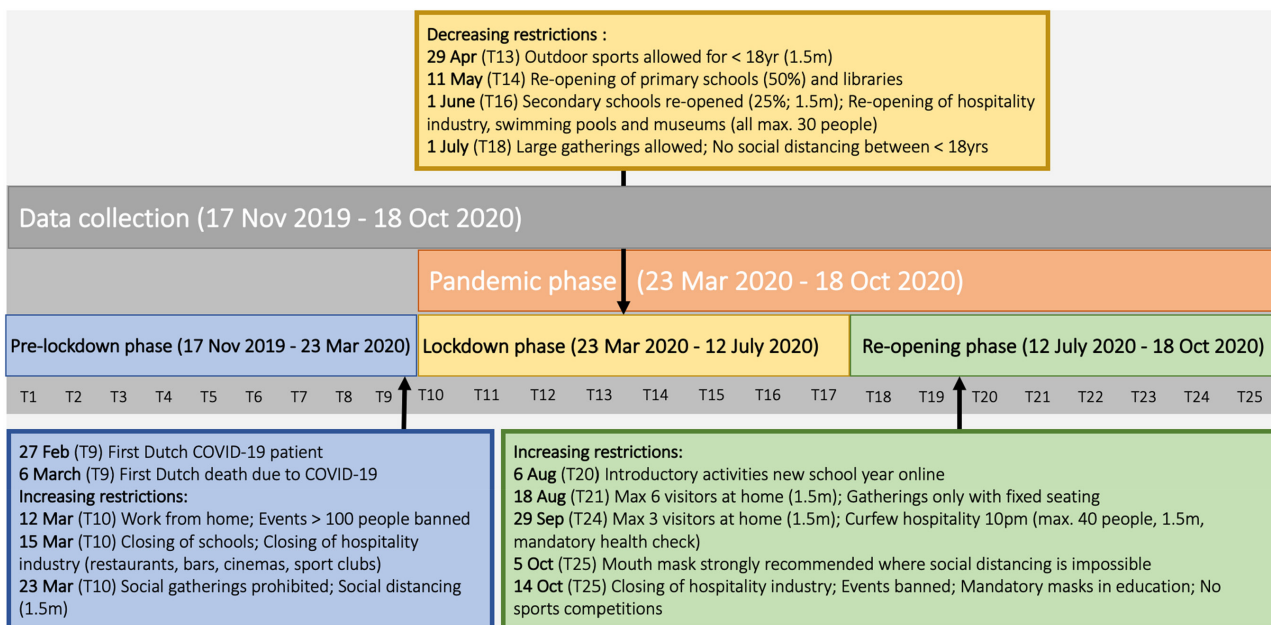 Decreasing restrictions :
29 Apr (T13) Outdoor sports allowed for < 18yr (1.5m)
11 May (T14) Re-opening of primary schools (50%) and libraries
1 June (T16) Secondary schools re-opened (25%; 1.5m); Re-opening of hospitality
industry, swimming pools and museums (all max. 30 people)
1 July (T18) Large gatherings allowed; No social distancing between < 18yrs
Data collection (17 Nov 2019 - 18 Oct 2020)
Pandemic phase (23 Mar 2020 - 18 Oct 2020)
Pre-lockdown phase (17 Nov 2019 - 23 Mar 2020)
Lockdown phase (23 Mar 2020 - 12 July 2020)
Re-opening phase (12 July 2020 - 18 Oct 2020)
T1 T2 T3 T4 T5 T6 T7 T8 T9 T10 T11 T12 T13 T14 T15 T16 T17 T18 T19 T20 T21 T22 T23 T24 T25
27 Feb (T9) First Dutch COVID-19 patient
6 March (T9) First Dutch death due to COVID-19
Increasing restrictions:
12 Mar (T10) Work from home; Events > 100 people banned
15 Mar (T10) Closing of schools; Closing of hospitality
industry (restaurants, bars, cinemas, sport clubs)
23 Mar (T10) Social gatherings prohibited; Social distancing
(1.5m)
Increasing restrictions:
6 Aug (T20) Introductory activities new school year online
18 Aug (T21) Max 6 visitors at home (1.5m); Gatherings only with fixed seating
29 Sep (T24) Max 3 visitors at home (1.5m); Curfew hospitality 10pm (max. 40 people, 1.5m,
mandatory health check)
5 Oct (T25) Mouth mask strongly recommended where social distancing is impossible
14 Oct (T25) Closing of hospitality industry; Events banned; Mandatory masks in education; No
sports competitions